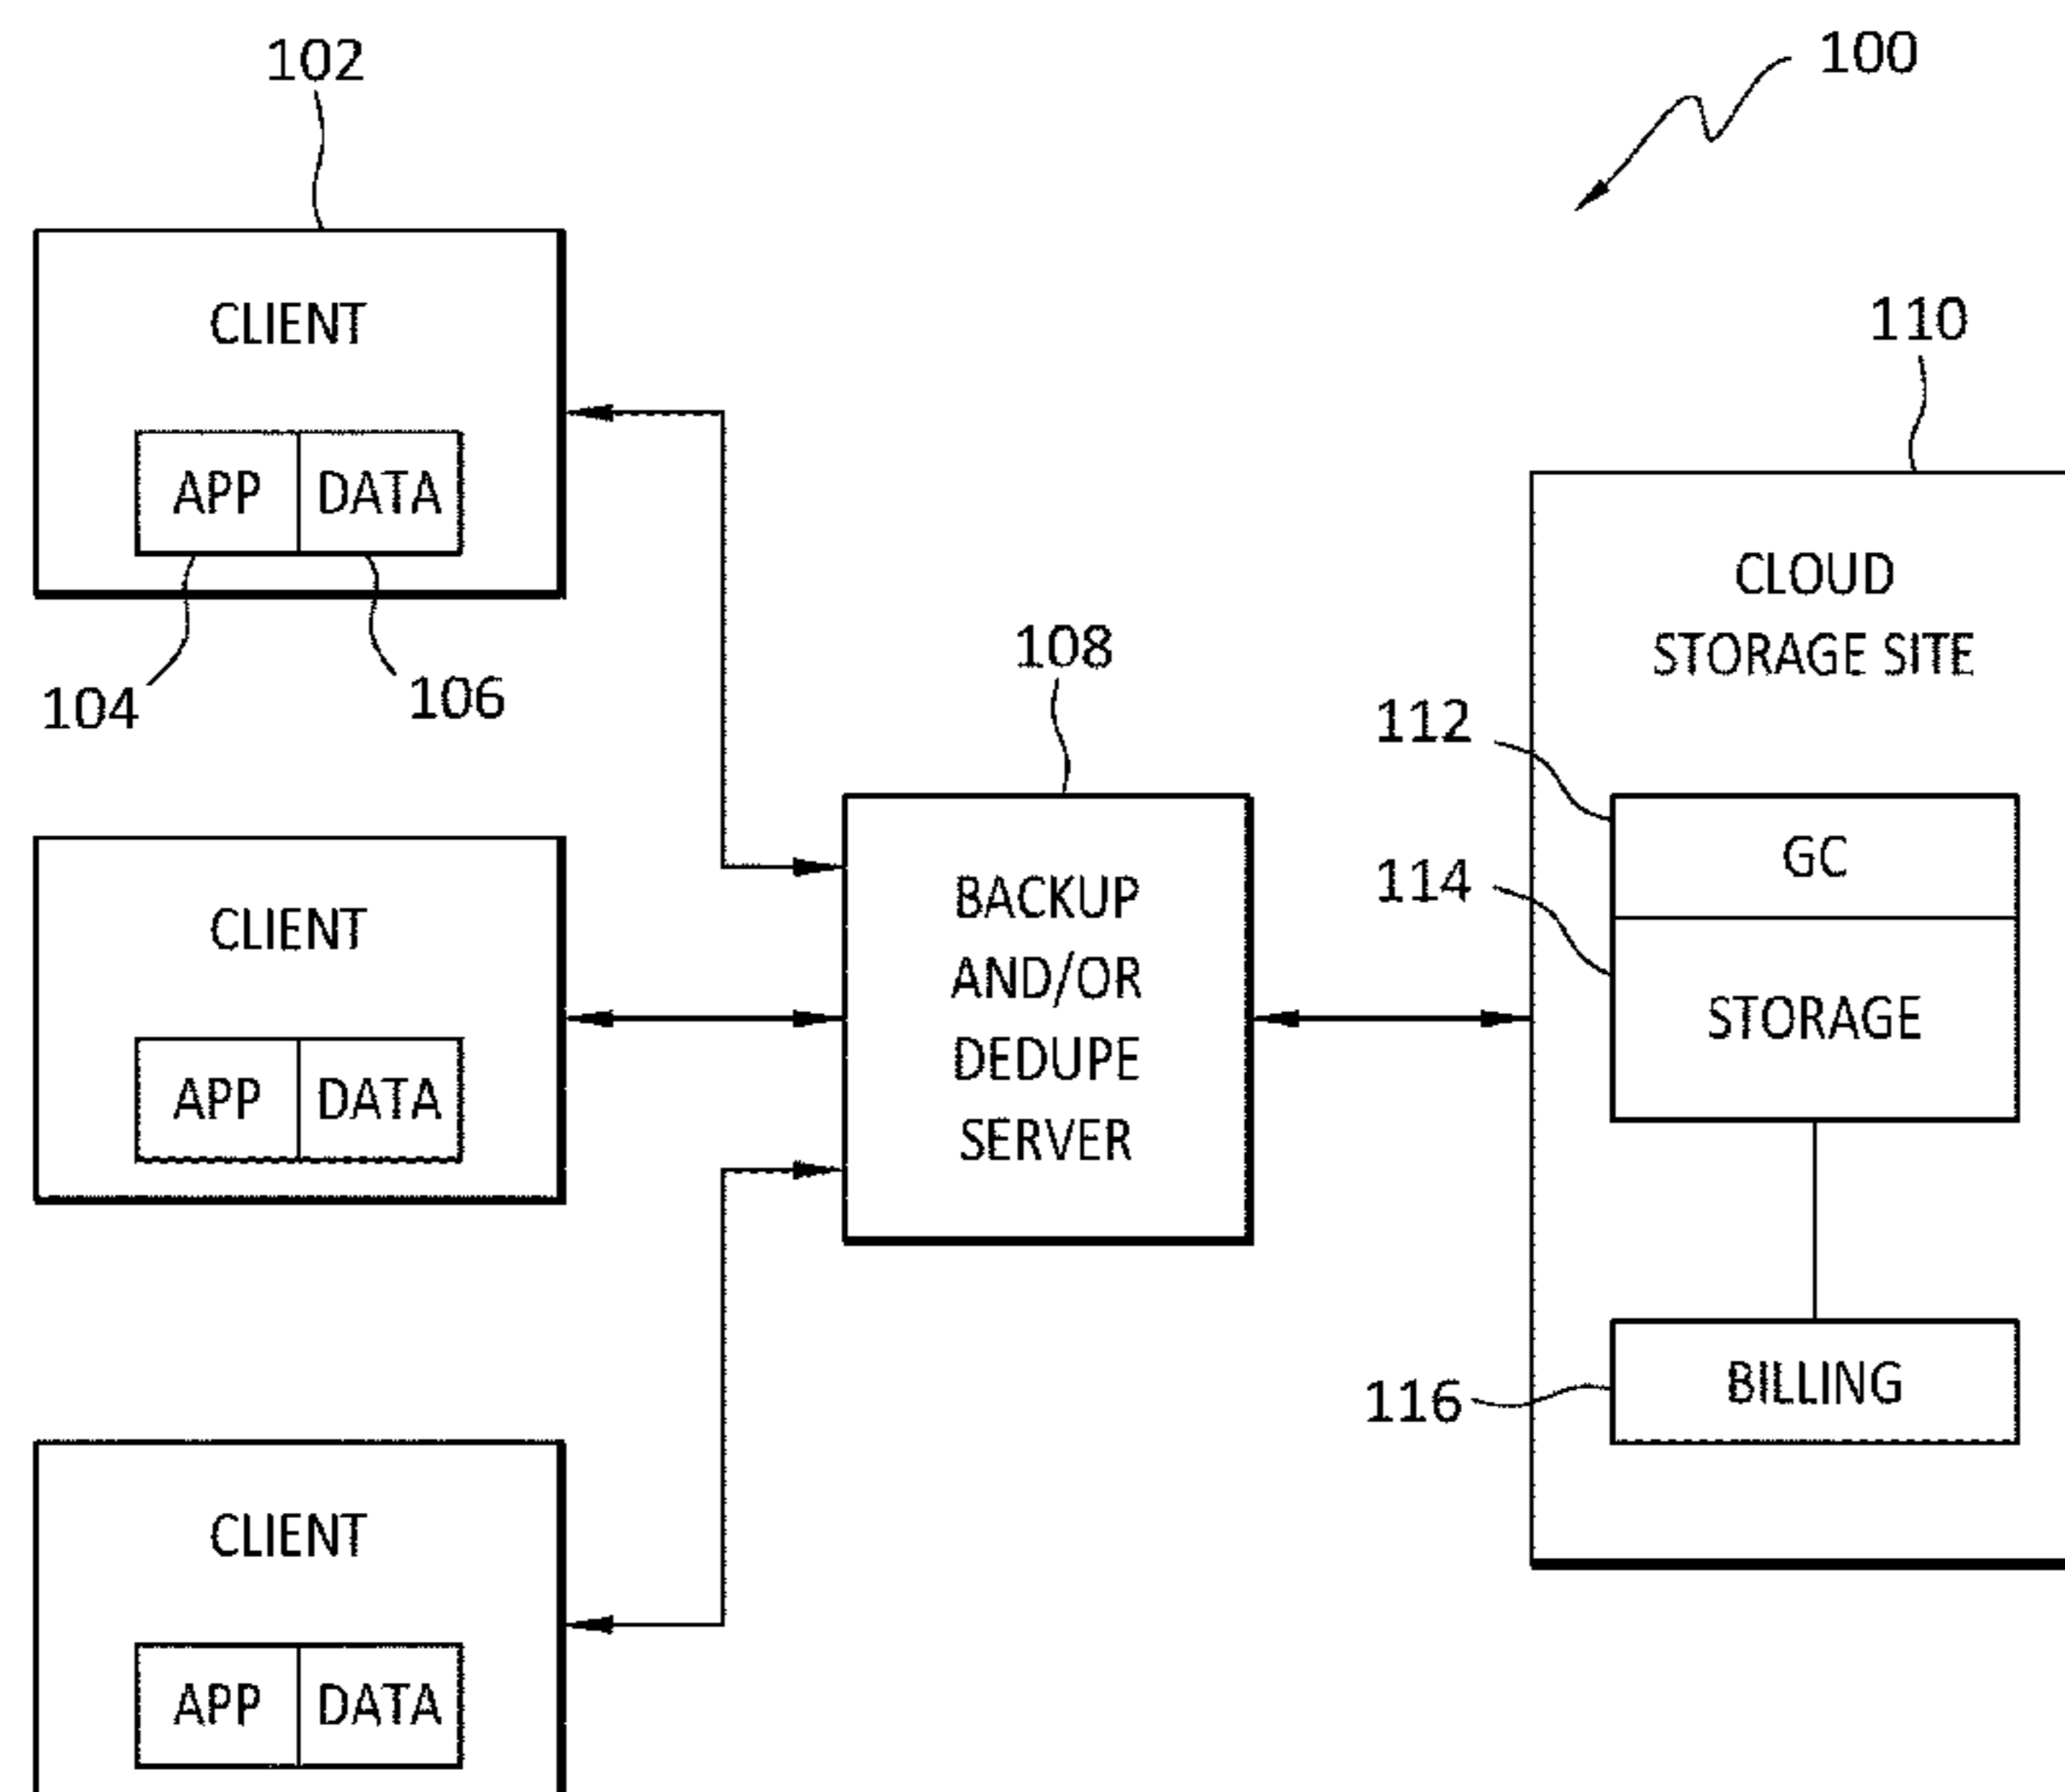 102
100
CLIENT
110
APP DATA
CLOUD
STORAGE SITE
104
106
108
112
GC
114
STORAGE
CLIENT
BACKUP
AND/OR
DEDUPE
SERVER
APP DATA
116
BILLING
CLIENT
APP DATA